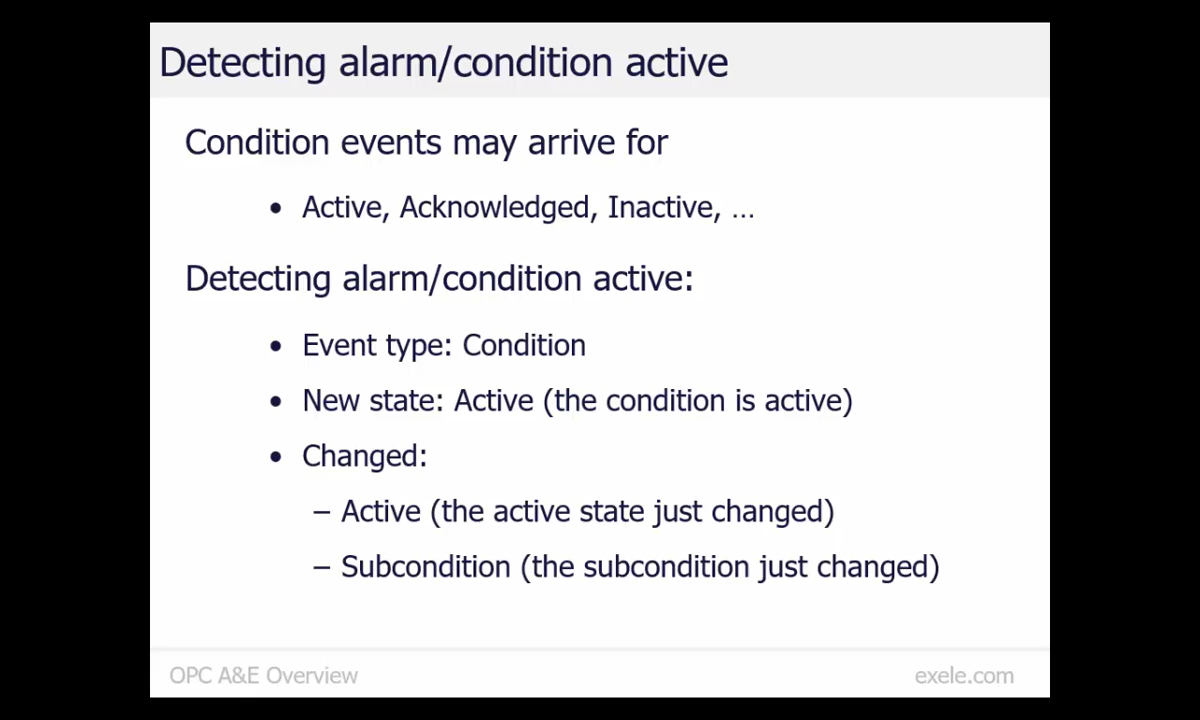 Detecting alarm/condition active
Condition events may arrive for
• Active, Acknowledged, Inactive, ...
Detecting alarm/condition active:
• Event type: Condition
• New state: Active (the condition is active)
• Changed:
– Active (the active state just changed)
– Subcondition (the subcondition just changed)
OPC A&E Overview
exele.com